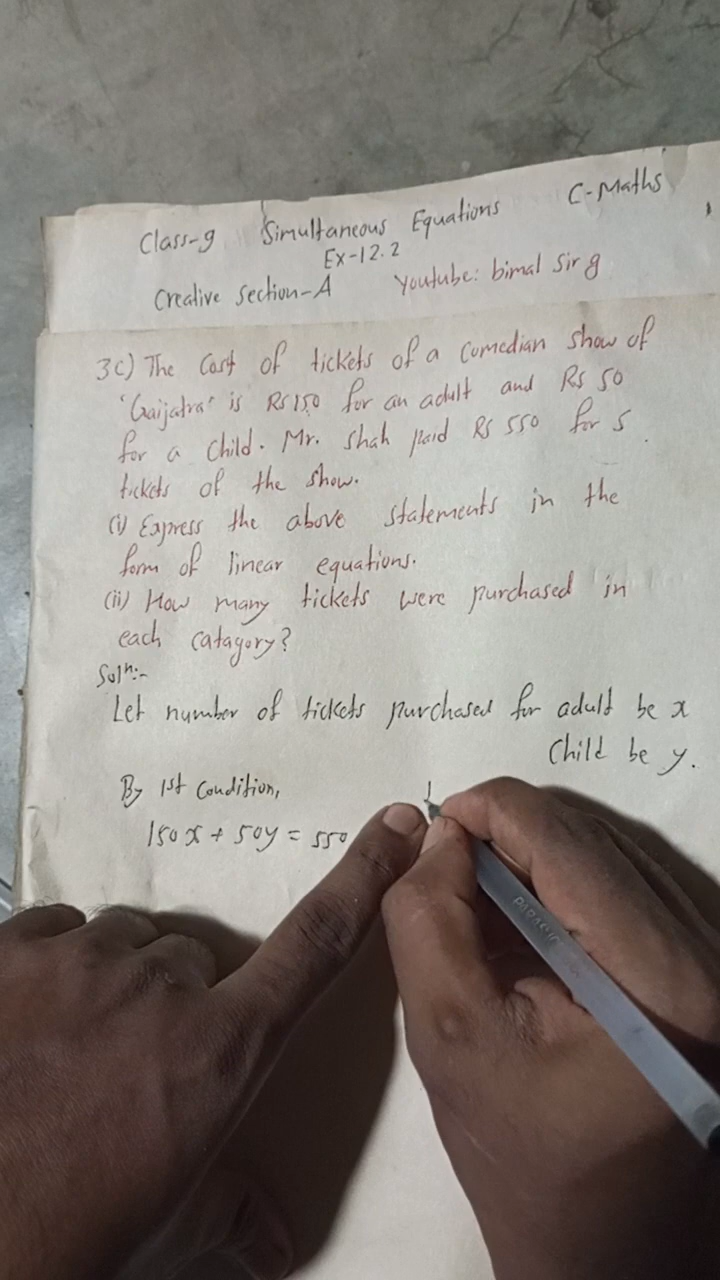 Class-9 Simultaneous Equations C-Maths
Ex-12.2
Creative Section-A Youtube: bimal Sir g
3c) The Cost of tickets of a Comedian show of
'Gaijatra' is Rs 150 for an adult and Rs 50
for a Child. Mr. Shah paid Rs 550 for 5
tickets of the show.
(i) Express the above statements in the
form of linear equations.
(ii) How many tickets were purchased in
each catagory?
Solⁿ:-
Let number of tickets purchased for adult be x
Child be y.
By 1st Condition,
150x + 50y = 550